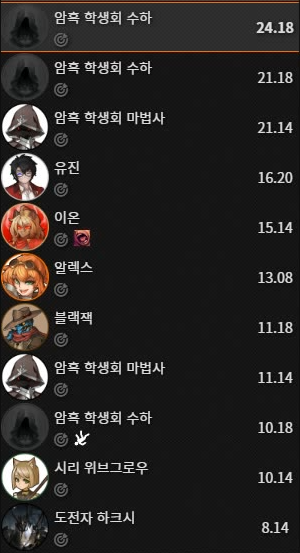 암흑 학생회 수하
24.18
암흑 학생회 수하
21.18
암흑 학생회 마법사
21.14
유진
16.20
이온
15.14
알렉스
13.08
블랙잭
11.18
암흑 학생회 마법사
11.14
암흑 학생회 수하
10.18
시리 위브그로우
10.14
도전자 하크시
8.14